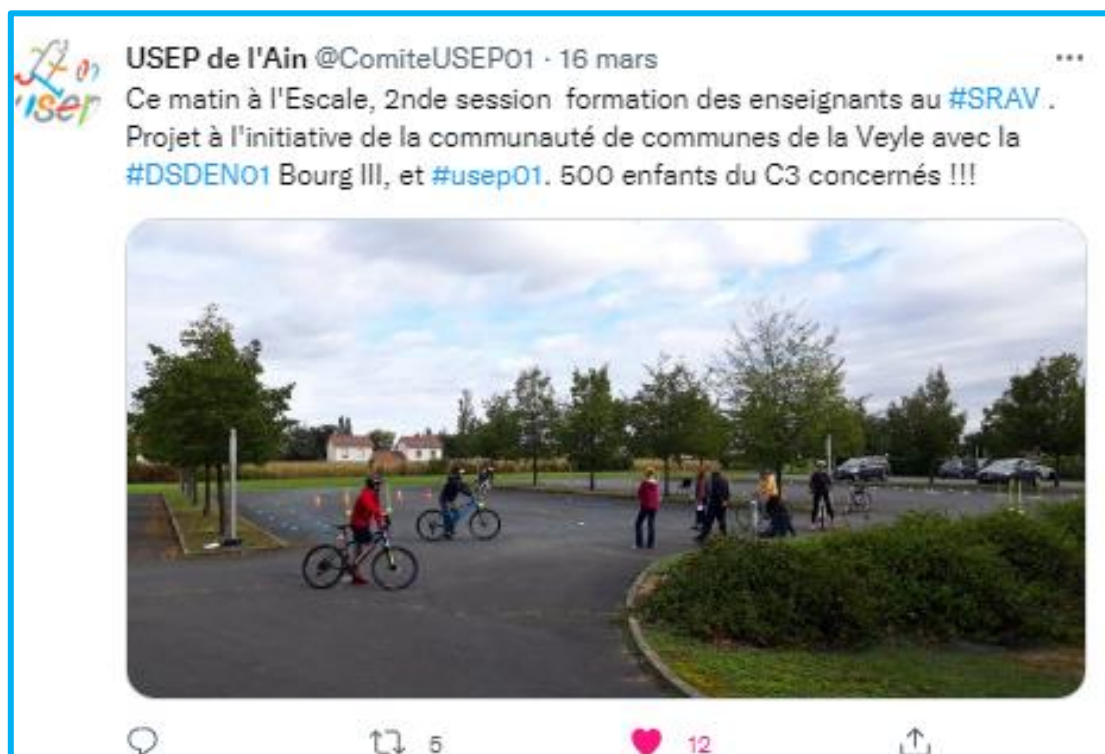 USEP de l'Ain @ComiteUSEP01 · 16 mars
Ce matin à l'Escale, 2nde session formation des enseignants au #SRAV .
Projet à l'initiative de la communauté de communes de la Veyle avec la
#DSDEN01 Bourg III, et #usep01. 500 enfants du C3 concernés !!!
usep
5
12